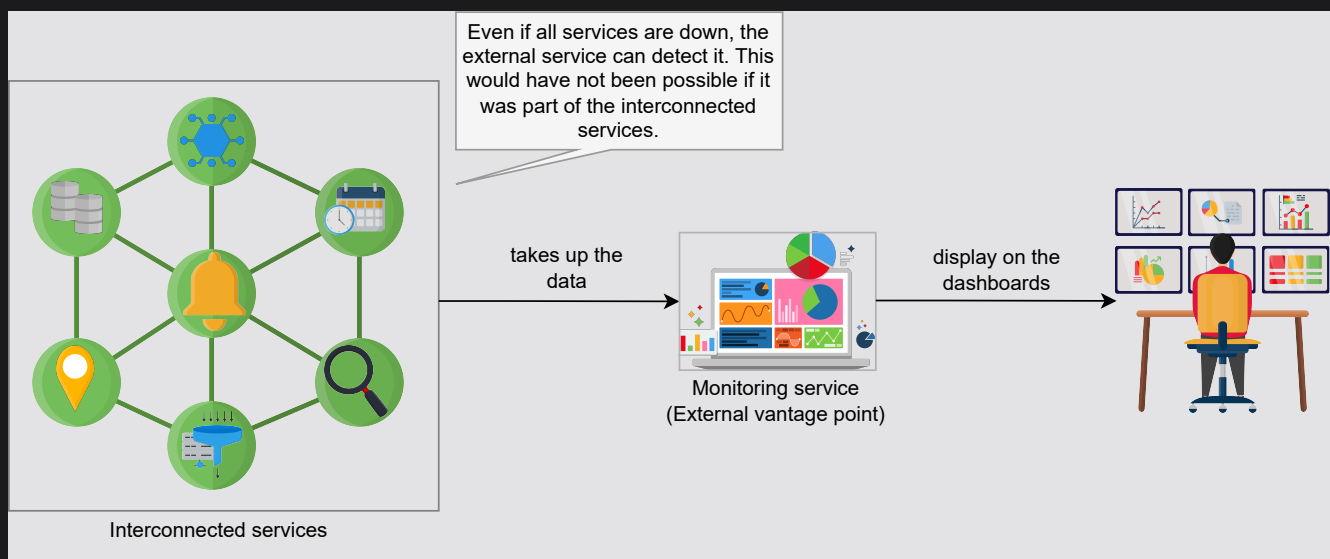 Even if all services are down, the
external service can detect it. This
would have not been possible if it
was part of the interconnected
services.
takes up the
data
display on the
dashboards
Monitoring service
(External vantage point)
Interconnected services